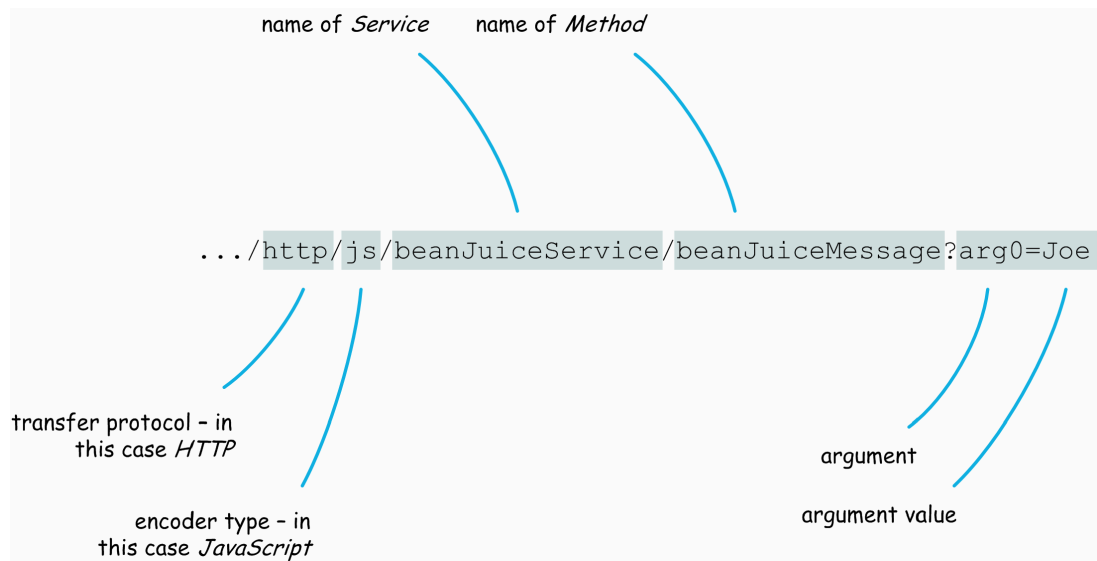 name of Service
name of Method
.../http/js/beanJuiceService/beanJuiceMessage?arg0=Joe
transfer protocol – in
this case HTTP
encoder type – in
this case JavaScript
argument
argument value